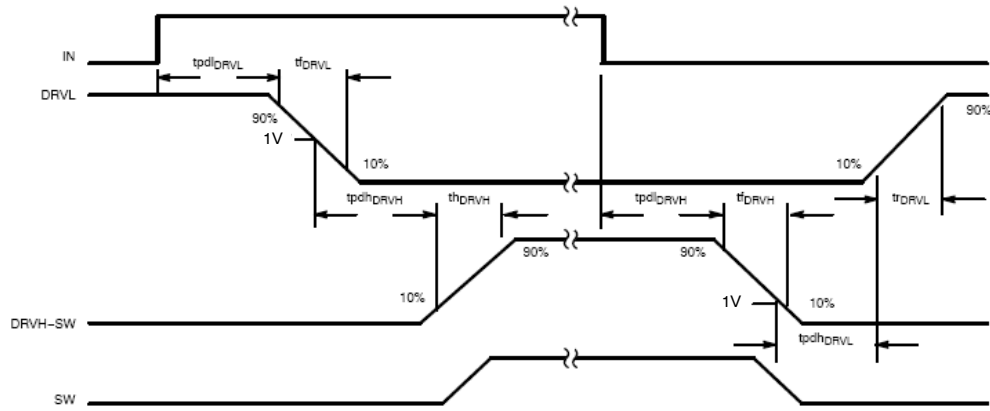 IN
tpdlDRVL
tfDRVL
DRVL
90%
90%
1V
10%
10%
tpdhDRVH
thDRVH
tpdlDRVH
tfDRVH
trDRVL
90%
90%
10%
1V
10%
DRVH-SW
tpdhDRVL
SW